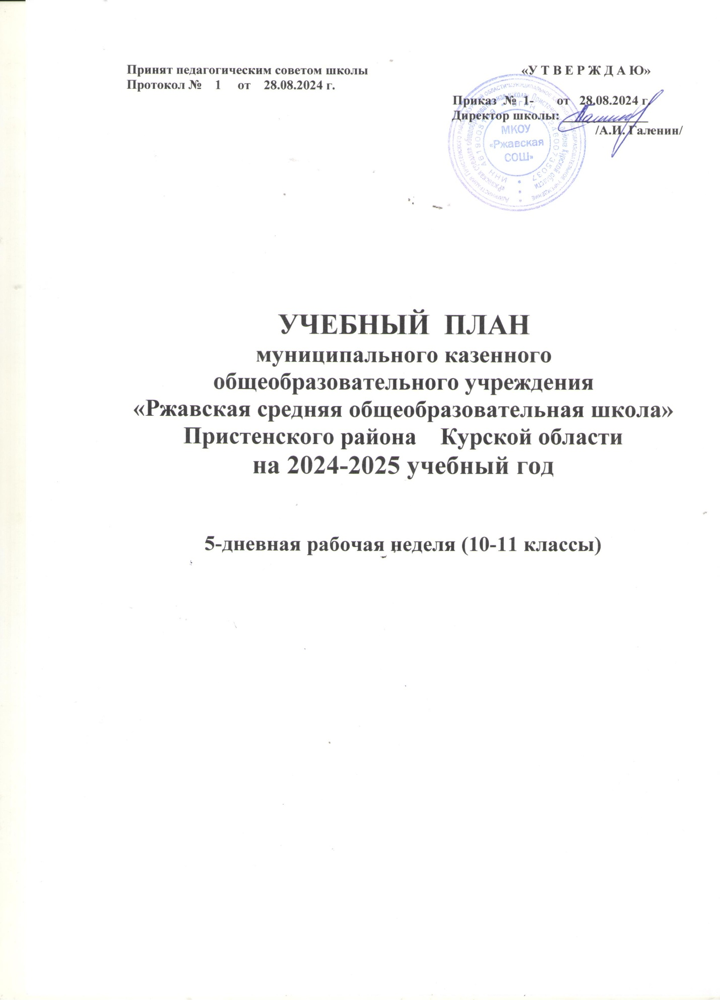 Принят педагогическим советом школы «У Т В Е Р Ж Д А Ю»
Протокол № 1 от 28.08.2024 г.
Приказ № 1- от 28.08.2024 г
Директор школы: ____________
/А.И. Галенин/
МКОУ
«Ржавская
СОШ»
УЧЕБНЫЙ ПЛАН
муниципального казенного
общеобразовательного учреждения
«Ржавская средняя общеобразовательная школа»
Пристенского района Курской области
на 2024-2025 учебный год
5-дневная рабочая неделя (10-11 классы)